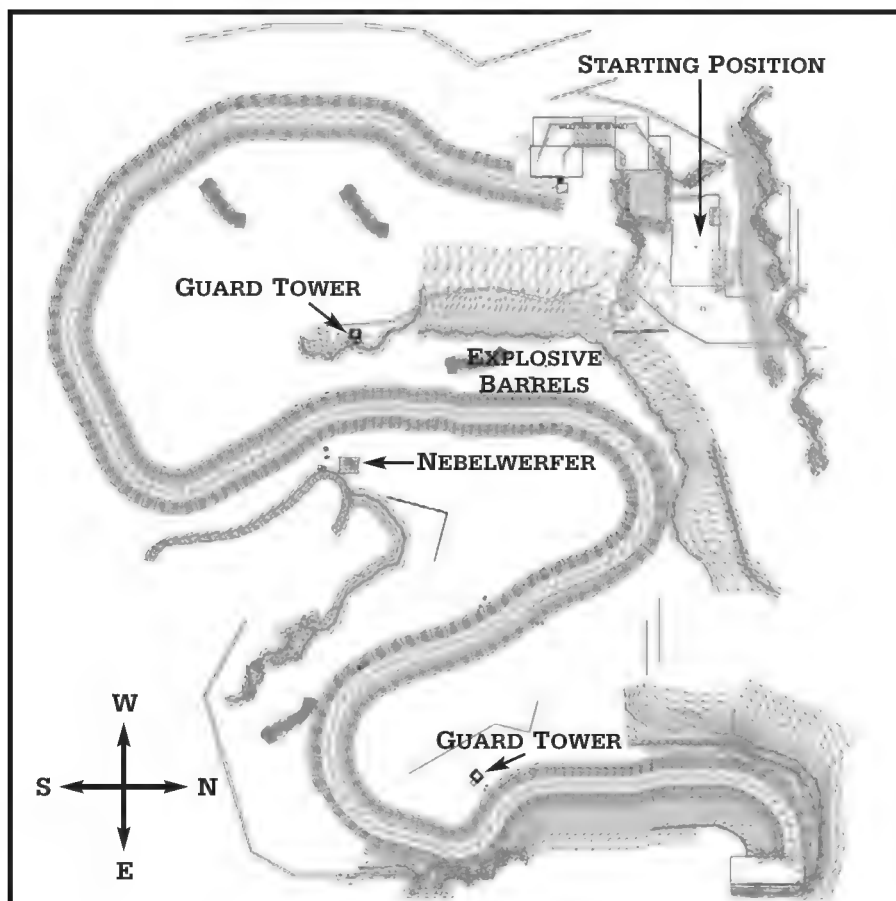 STARTING POSITION
GUARD TOWER
EXPLOSIVE
BARRELS
NEBELWERFER
W
S N
E
GUARD TOWER